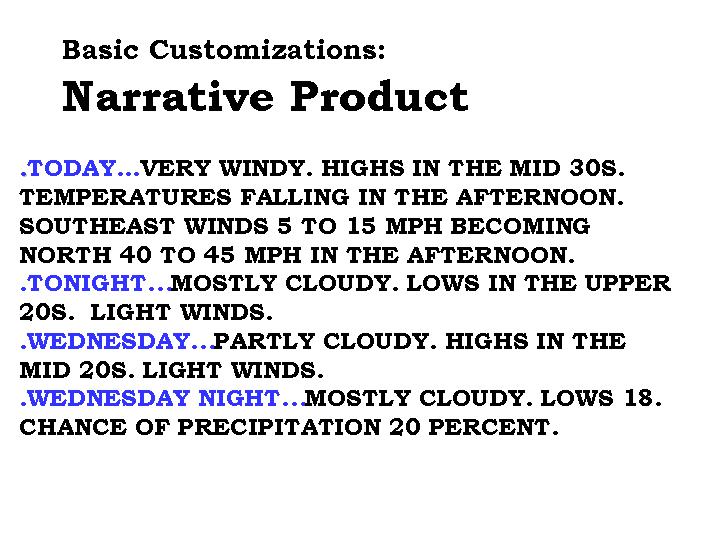 Basic Customizations:
Narrative Product
.TODAY...VERY WINDY. HIGHS IN THE MID 30S.
TEMPERATURES FALLING IN THE AFTERNOON.
SOUTHEAST WINDS 5 TO 15 MPH BECOMING
NORTH 40 TO 45 MPH IN THE AFTERNOON.
.TONIGHT...MOSTLY CLOUDY. LOWS IN THE UPPER
20S. LIGHT WINDS.
.WEDNESDAY...PARTLY CLOUDY. HIGHS IN THE
MID 20S. LIGHT WINDS.
.WEDNESDAY NIGHT...MOSTLY CLOUDY. LOWS 18.
CHANCE OF PRECIPITATION 20 PERCENT.